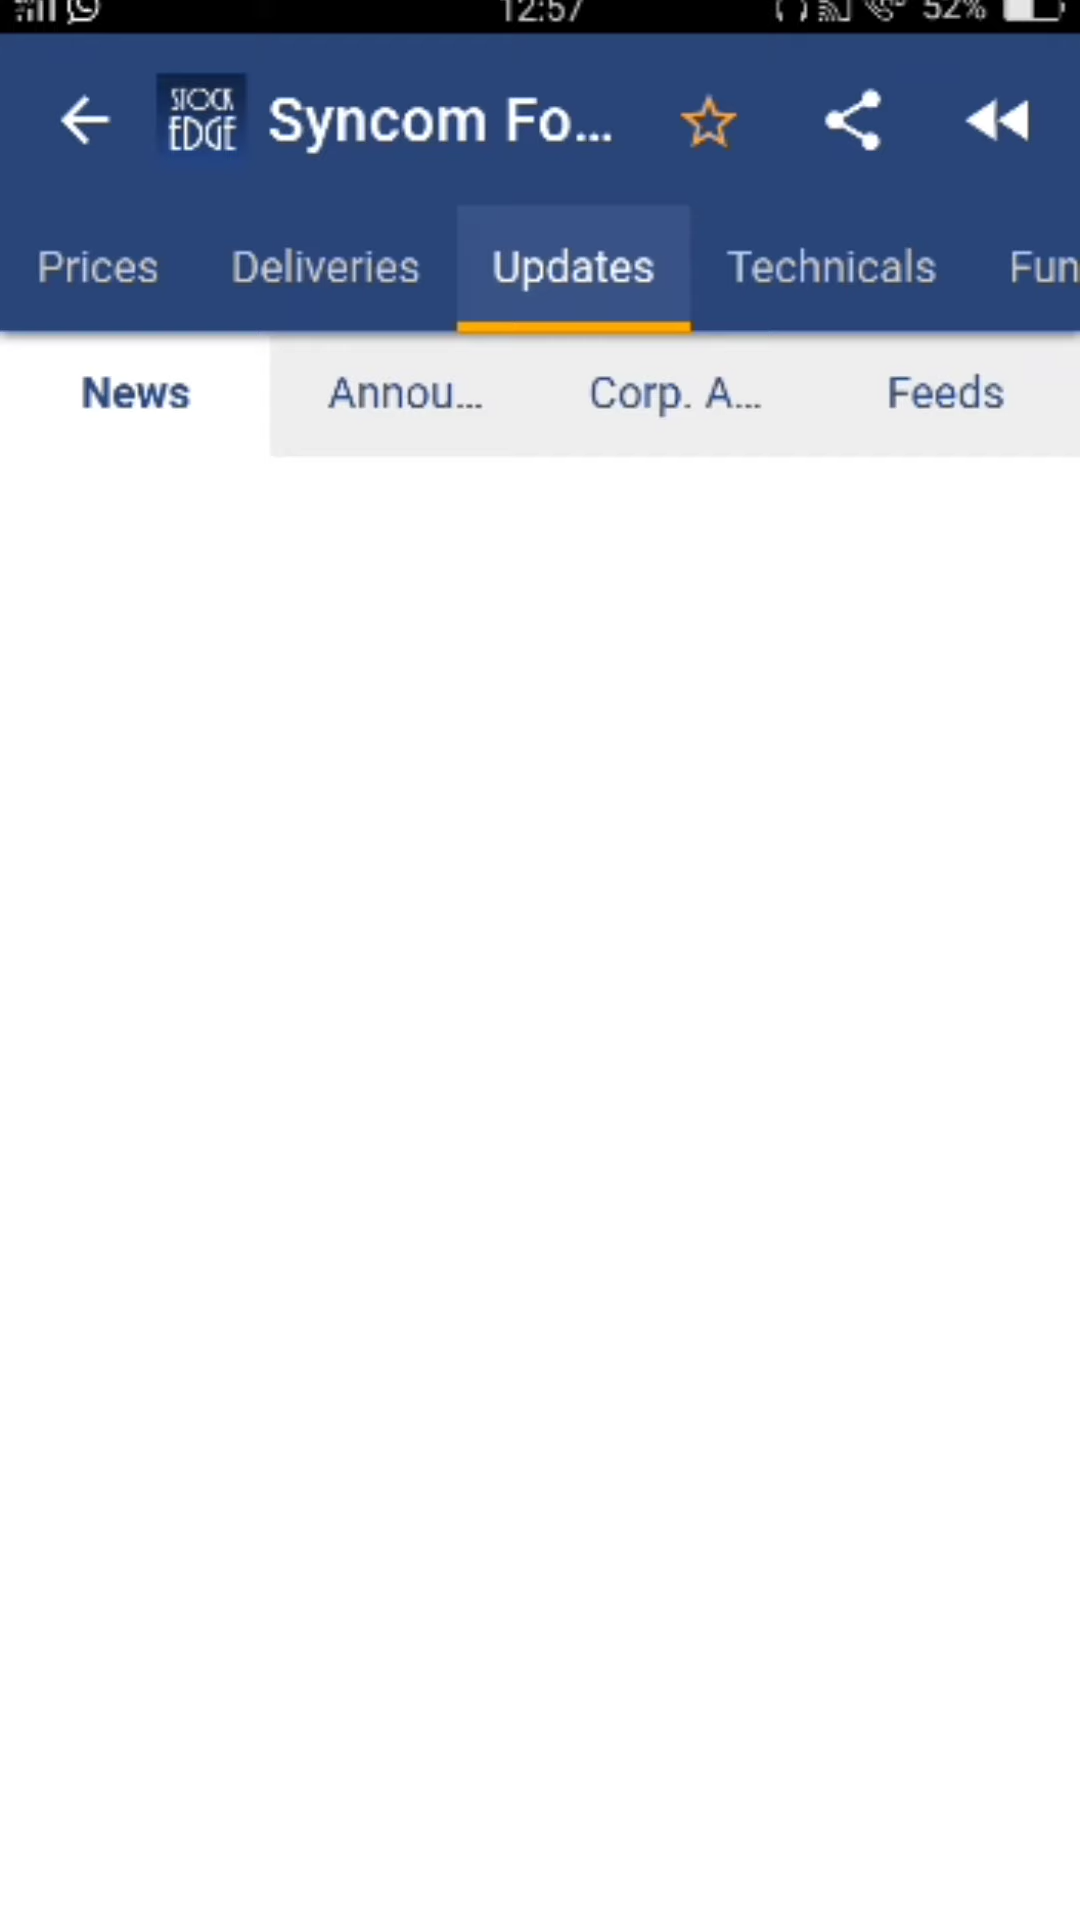 12:57
52%
STOCK
EDGE
Syncom Fo...
Prices Deliveries Updates Technicals Fun
News Annou... Corp. A... Feeds